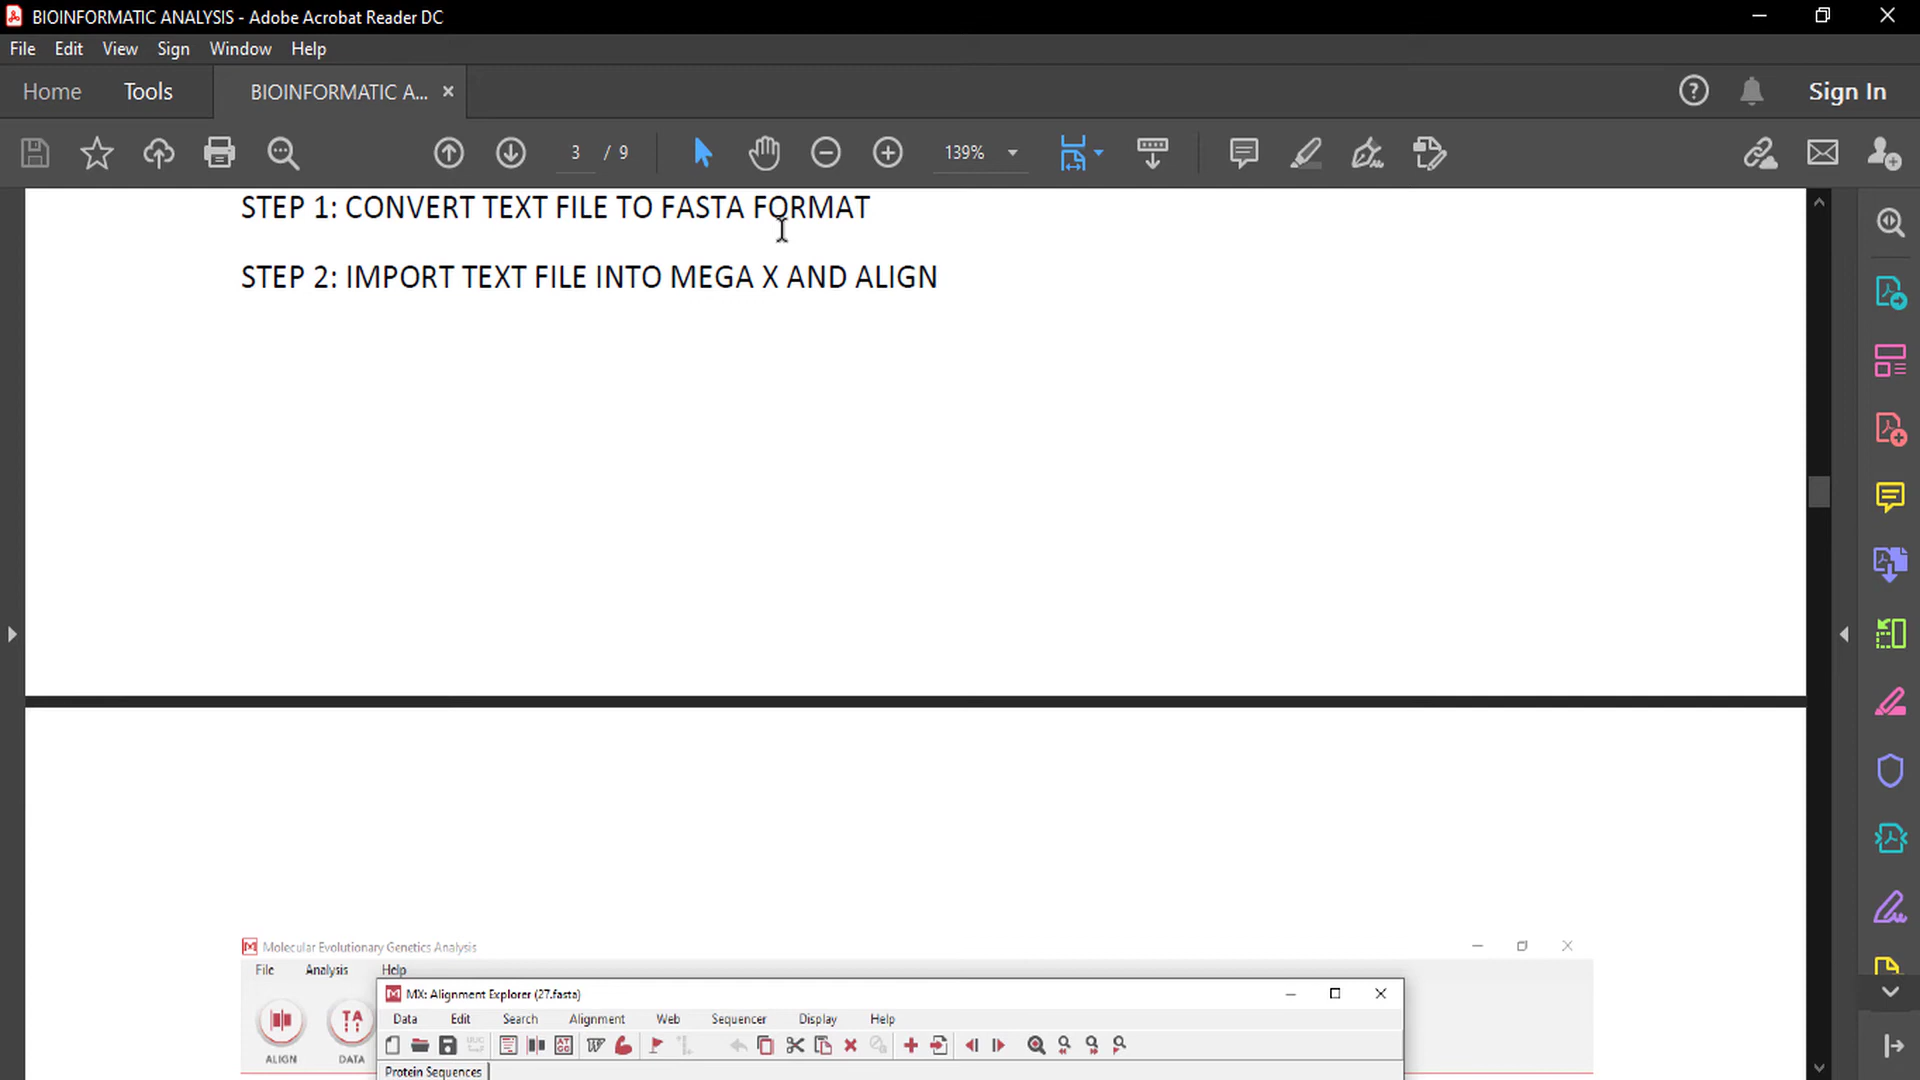 BIOINFORMATIC ANALYSIS - Adobe Acrobat Reader DC
File Edit View Sign Window Help
Home Tools BIOINFORMATIC A... Sign In
3 / 9 139%
STEP 1: CONVERT TEXT FILE TO FASTA FORMAT
STEP 2: IMPORT TEXT FILE INTO MEGA X AND ALIGN
Molecular Evolutionary Genetics Analysis
File Analysis Help
MX: Alignment Explorer (27.fasta)
Data Edit Search Alignment Web Sequencer Display Help
TA
ALIGN DATA
Protein Sequences